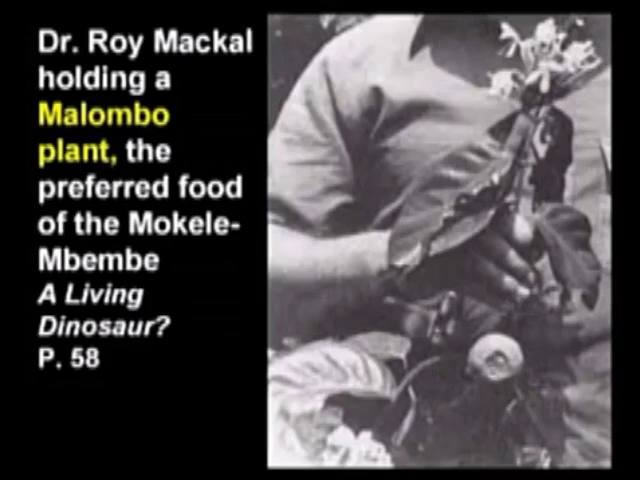 Dr. Roy Mackal
holding a
Malombo
plant, the
preferred food
of the Mokele-
Mbembe
A Living
Dinosaur?
P. 58